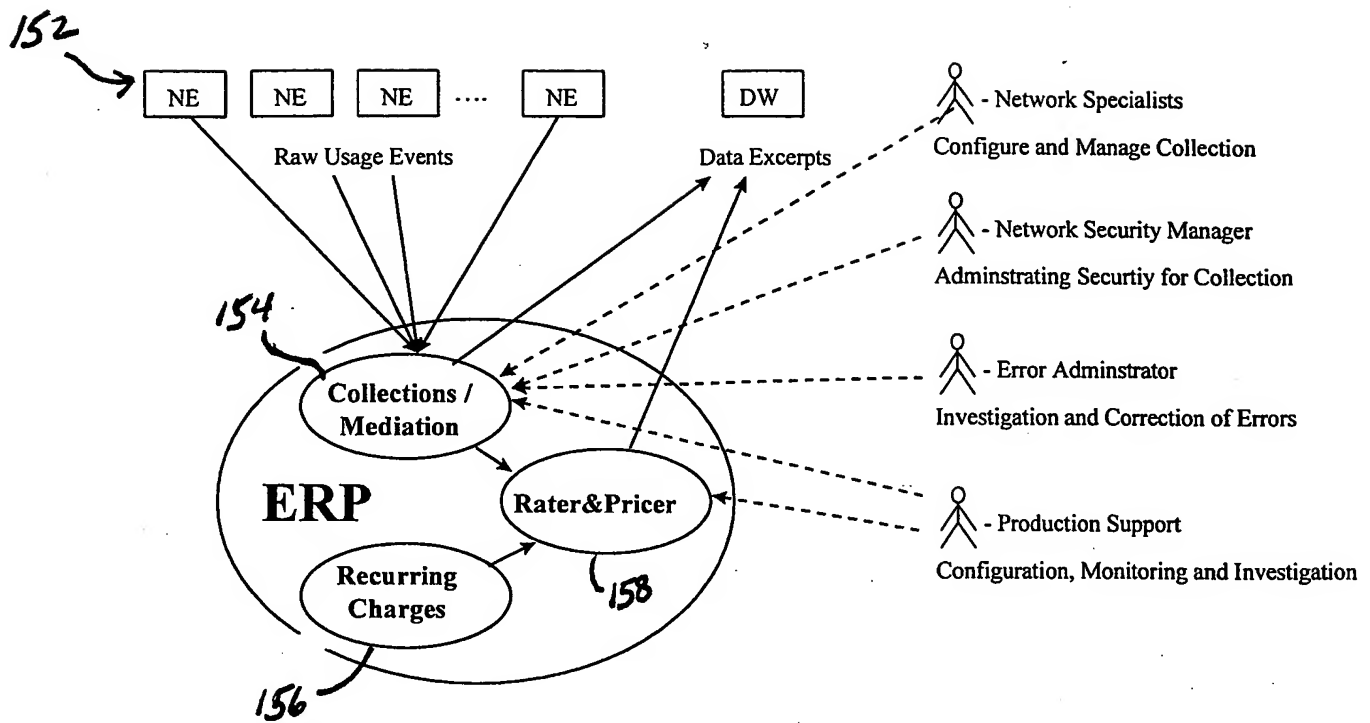 152
NE NE NE .... NE DW
Raw Usage Events
Data Excerpts
- Network Specialists
Configure and Manage Collection
- Network Security Manager
Adminstrating Securtiy for Collection
- Error Adminstrator
Investigation and Correction of Errors
- Production Support
Configuration, Monitoring and Investigation
154
Collections /
Mediation
ERP
Rater&Pricer
158
Recurring
Charges
156